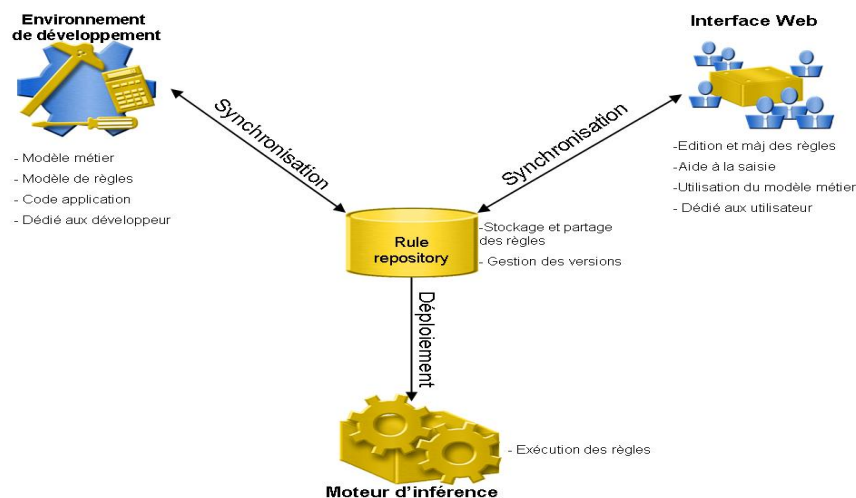 Environnement
de développement
- Modèle métier
- Modèle de règles
- Code application
- Dédié aux développeur
Synchronisation
Interface Web
-Edition et màj des règles
-Aide à la saisie
-Utilisation du modèle métier
- Dédié aux utilisateur
Synchronisation
Rule
repository
-Stockage et partage
des règles
- Gestion des versions
Déploiement
- Exécution des règles
Moteur d'inférence